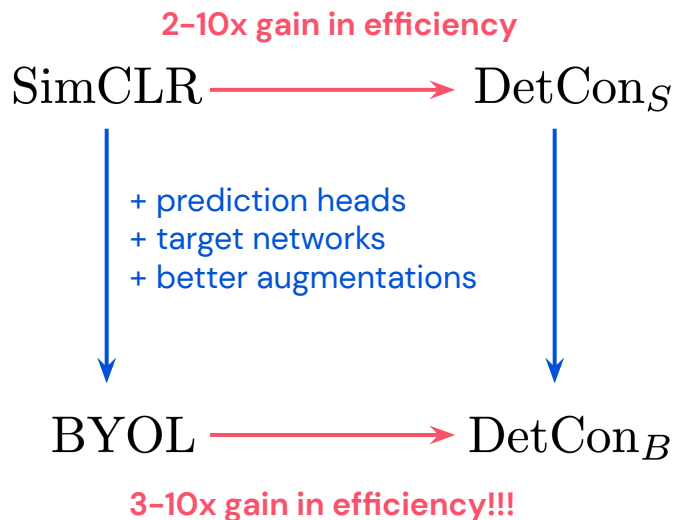 2-10x gain in efficiency
SimCLR DetCon_S
+ prediction heads
+ target networks
+ better augmentations
BYOL DetCon_B
3-10x gain in efficiency!!!